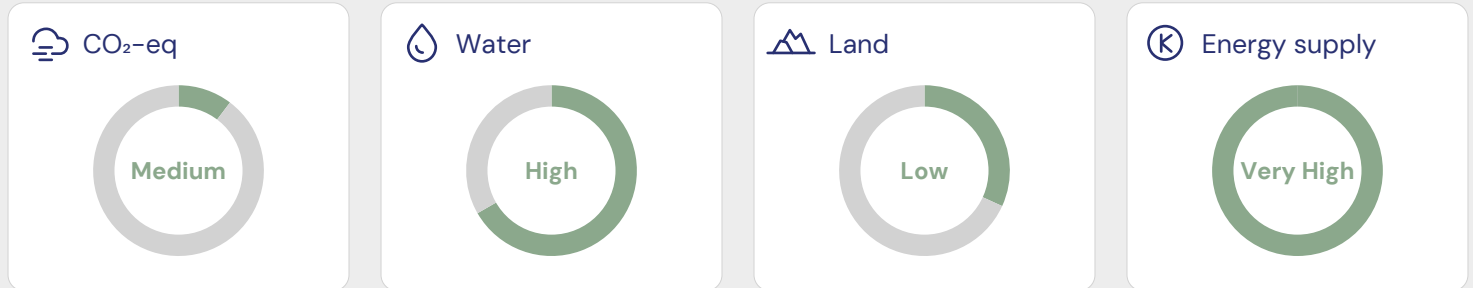 CO₂-eq
Medium
Water
High
Land
Low
Energy supply
Very High